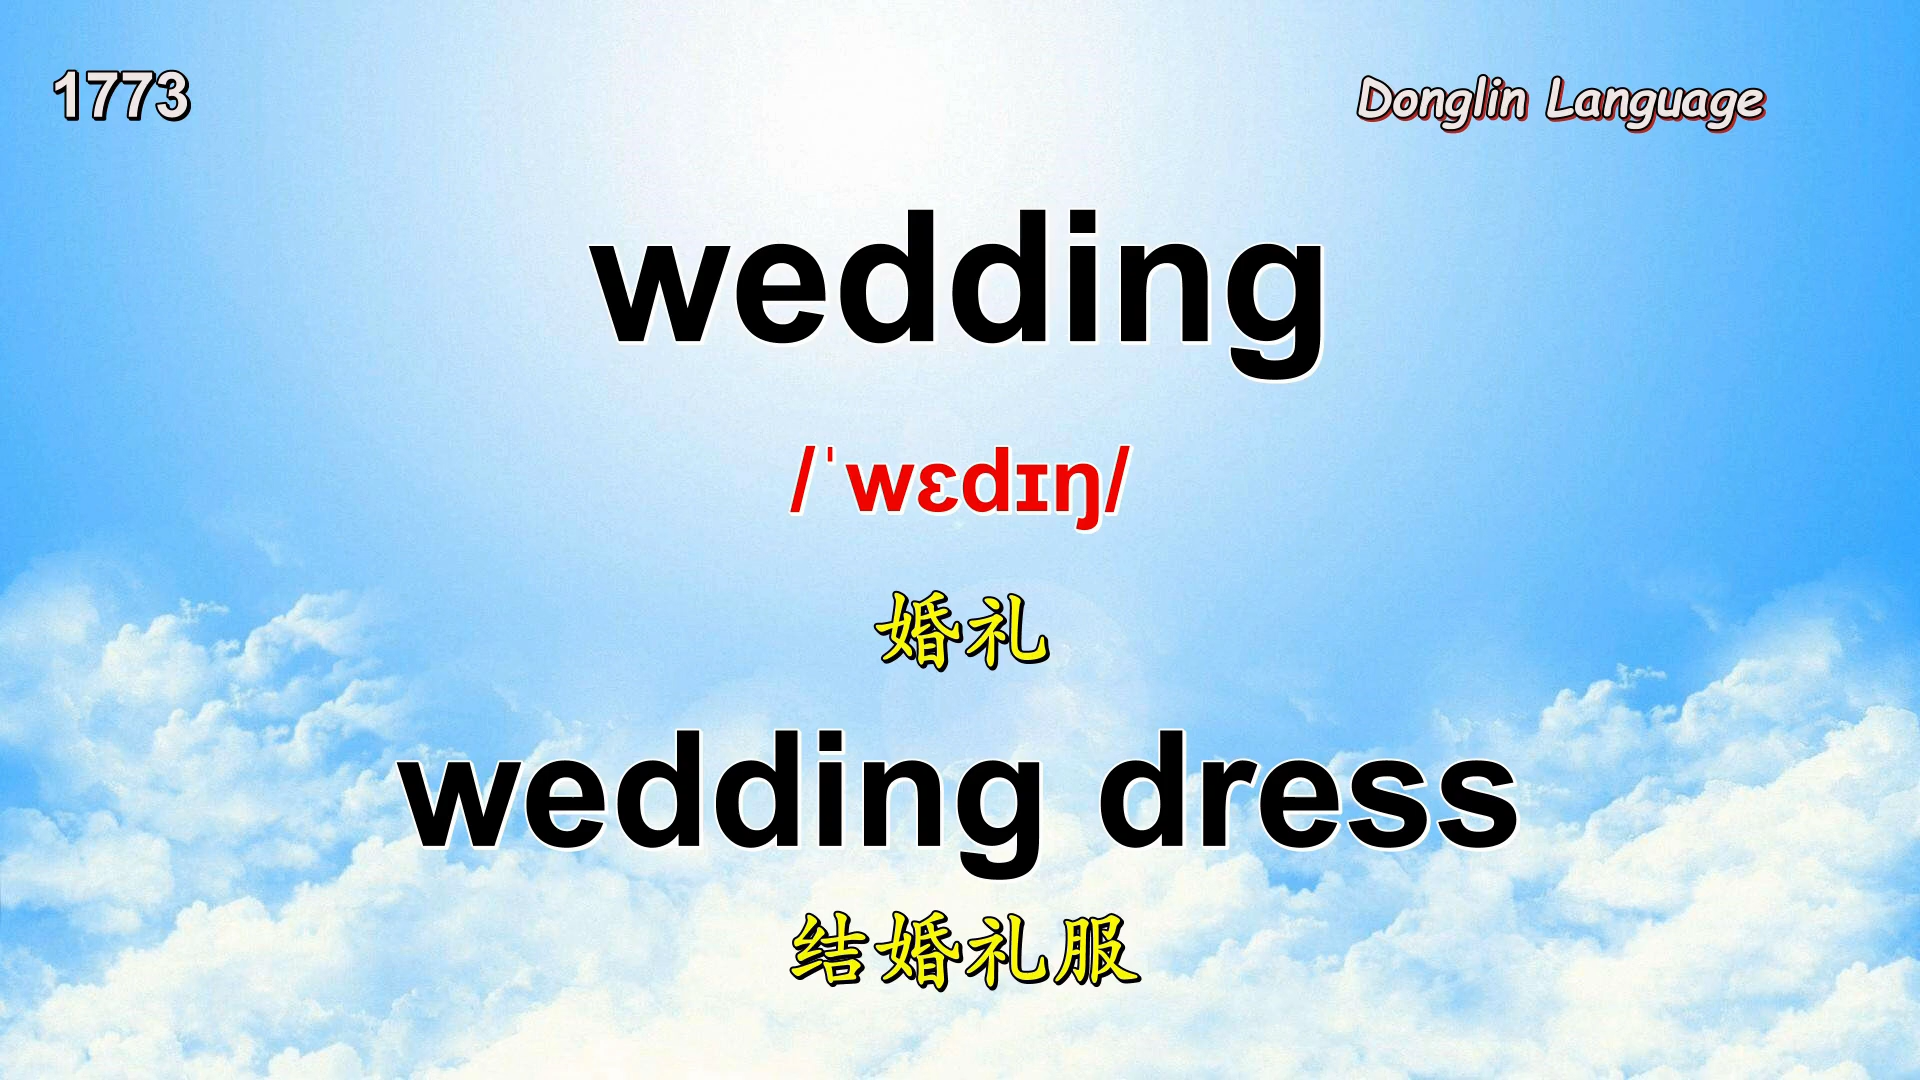 1773
Donglin Language
wedding
/ˈwɛdɪŋ/
婚礼
wedding dress
结婚礼服